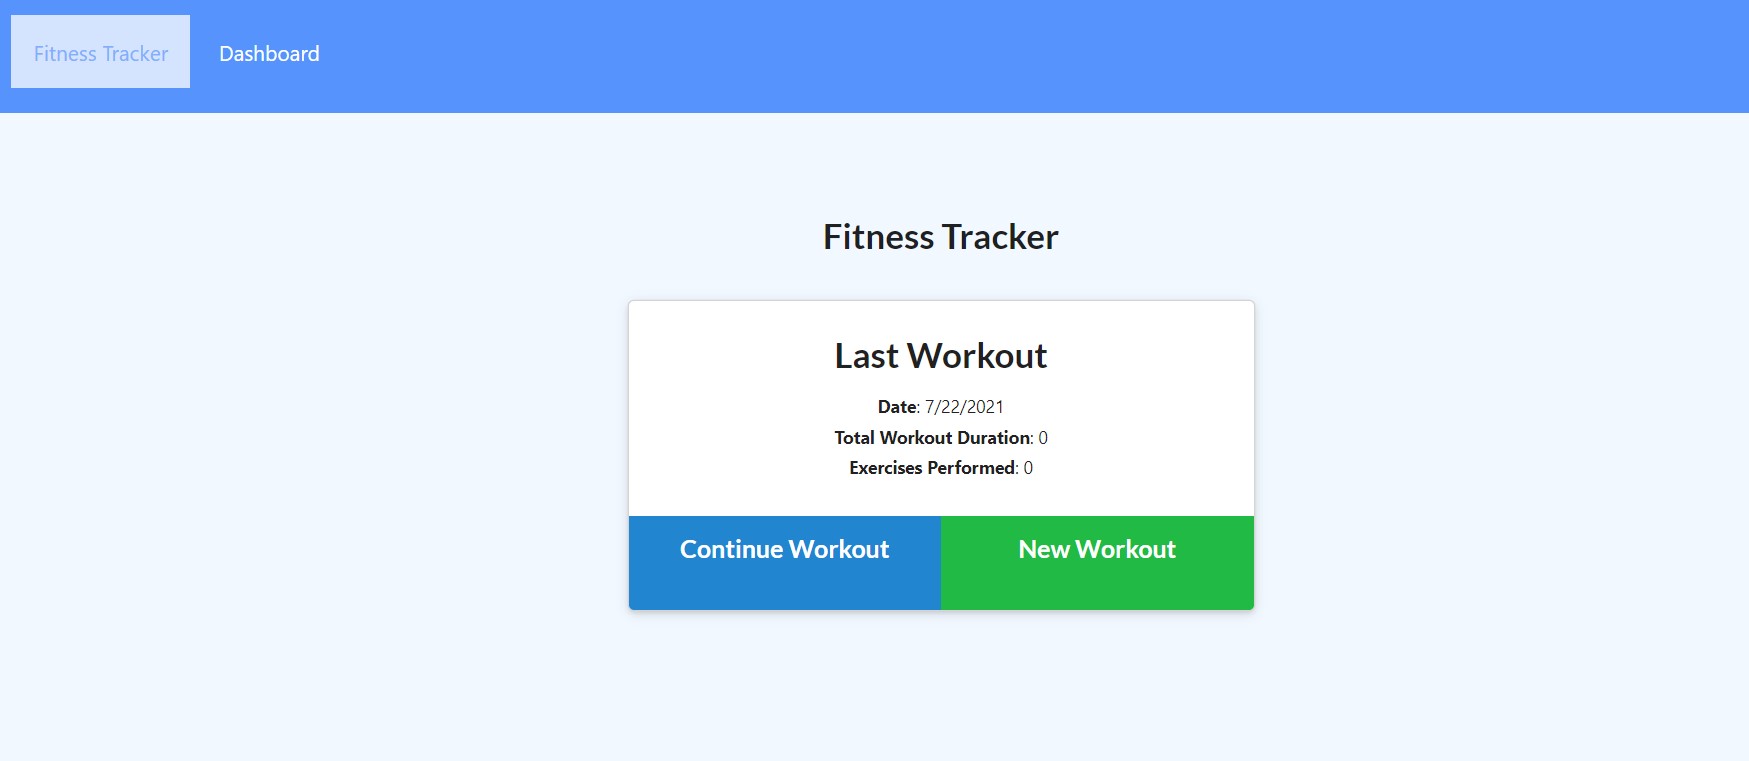 Fitness Tracker Dashboard
Fitness Tracker
Last Workout
Date: 7/22/2021
Total Workout Duration: 0
Exercises Performed: 0
Continue Workout New Workout